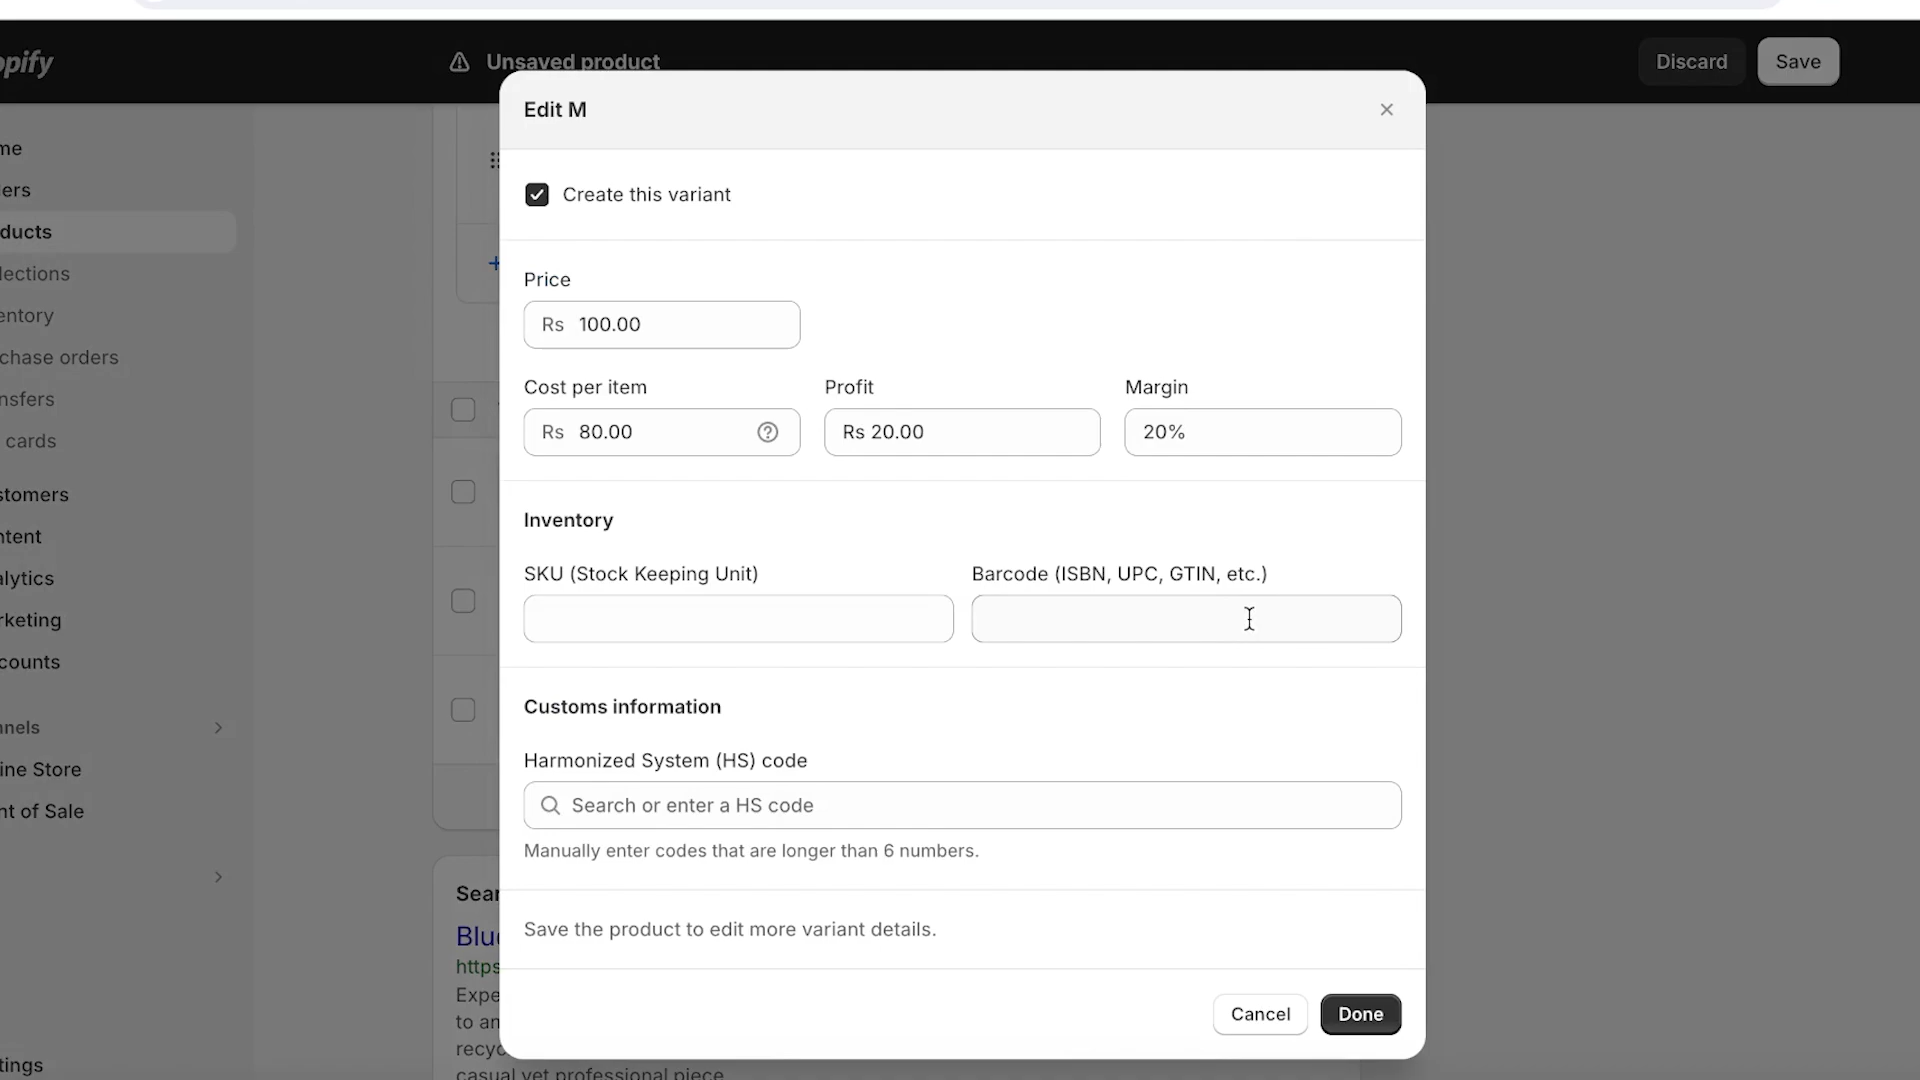 opify
Unsaved product
Discard
Save
Edit M
me
ers
ducts
lections
entory
chase orders
nsfers
cards
stomers
ntent
alytics
rketing
counts
nnels
ine Store
nt of Sale
tings
Create this variant
Price
Rs 100.00
Cost per item Profit Margin
Rs 80.00 Rs 20.00 20%
Inventory
SKU (Stock Keeping Unit) Barcode (ISBN, UPC, GTIN, etc.)
Customs information
Harmonized System (HS) code
Search or enter a HS code
Manually enter codes that are longer than 6 numbers.
Save the product to edit more variant details.
Cancel Done
Sear
Blu
https
Expe
to an
recyc
casual yet professional piece